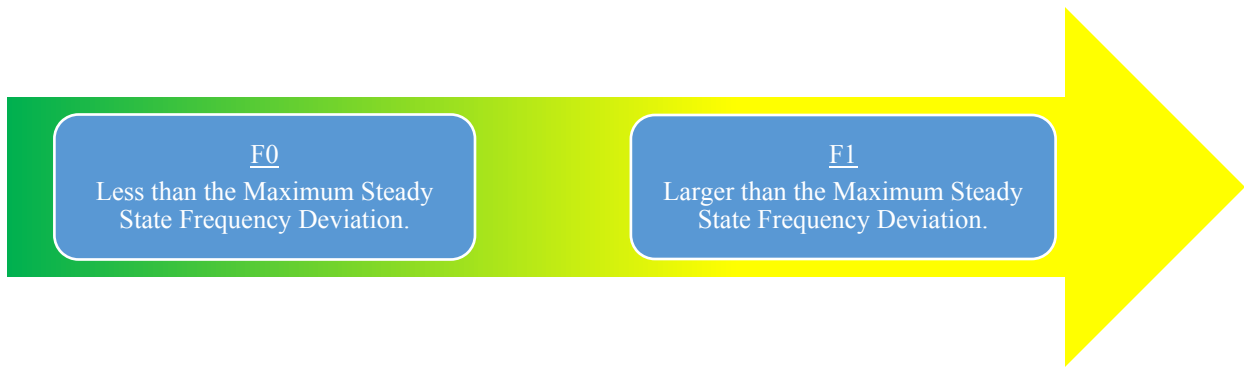 F0
Less than the Maximum Steady
State Frequency Deviation.
F1
Larger than the Maximum Steady
State Frequency Deviation.